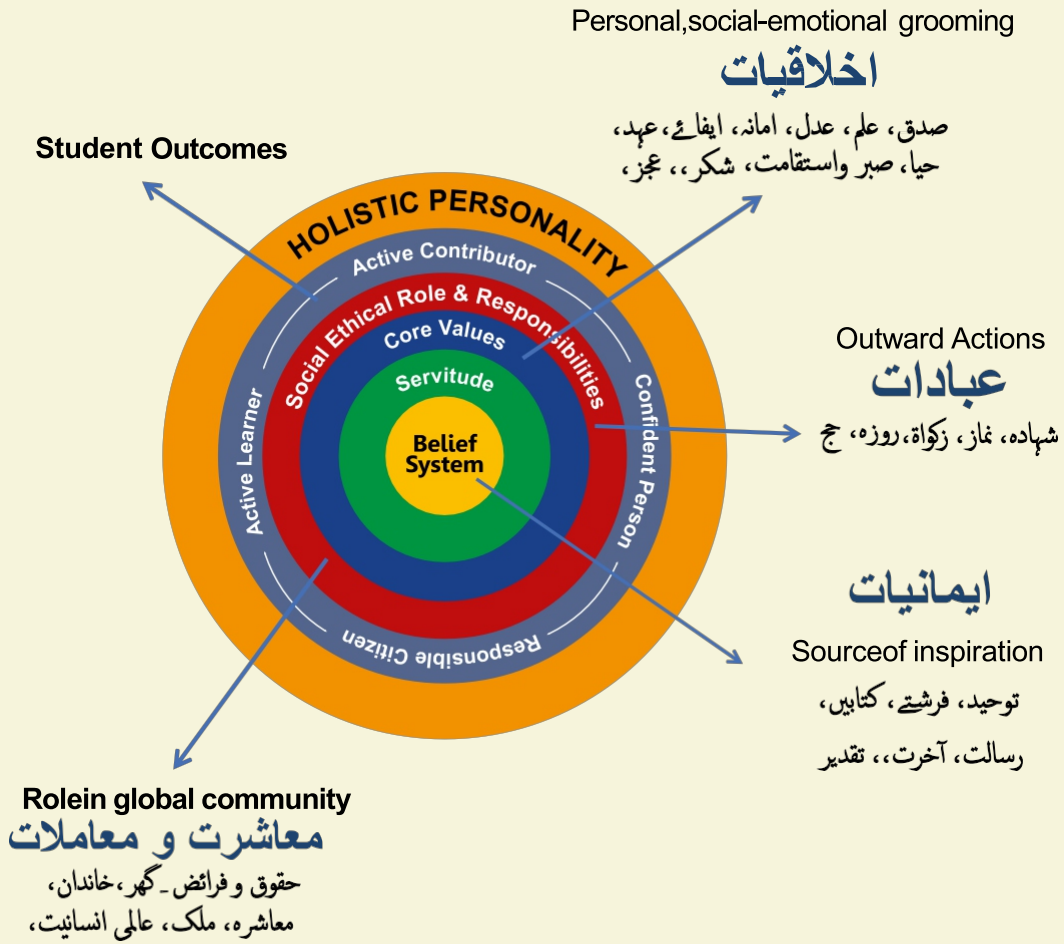 Personal,social-emotional grooming
اخلاقیات
صدق، علم، عدل، امانہ، ایفائے، عہد،
حیا، صبر واستقامت، شکر،، عجز،
Student Outcomes
HOLISTIC PERSONALITY
Active Contributor
Social Ethical Role & Responsibilities
Core Values
Servitude
Belief
System
Active Learner
Confident Person
Responsible Citizen
Outward Actions
عبادات
شہادہ، نماز، زکواۃ، روزہ، حج
ایمانیات
Sourceof inspiration
توحید، فرشتے، کتابیں،
رسالت، آخرت،، تقدیر
Rolein global community
معاشرت و معاملات
حقوق و فرائض۔گھر، خاندان،
معاشرہ، ملک، عالمی انسانیت،